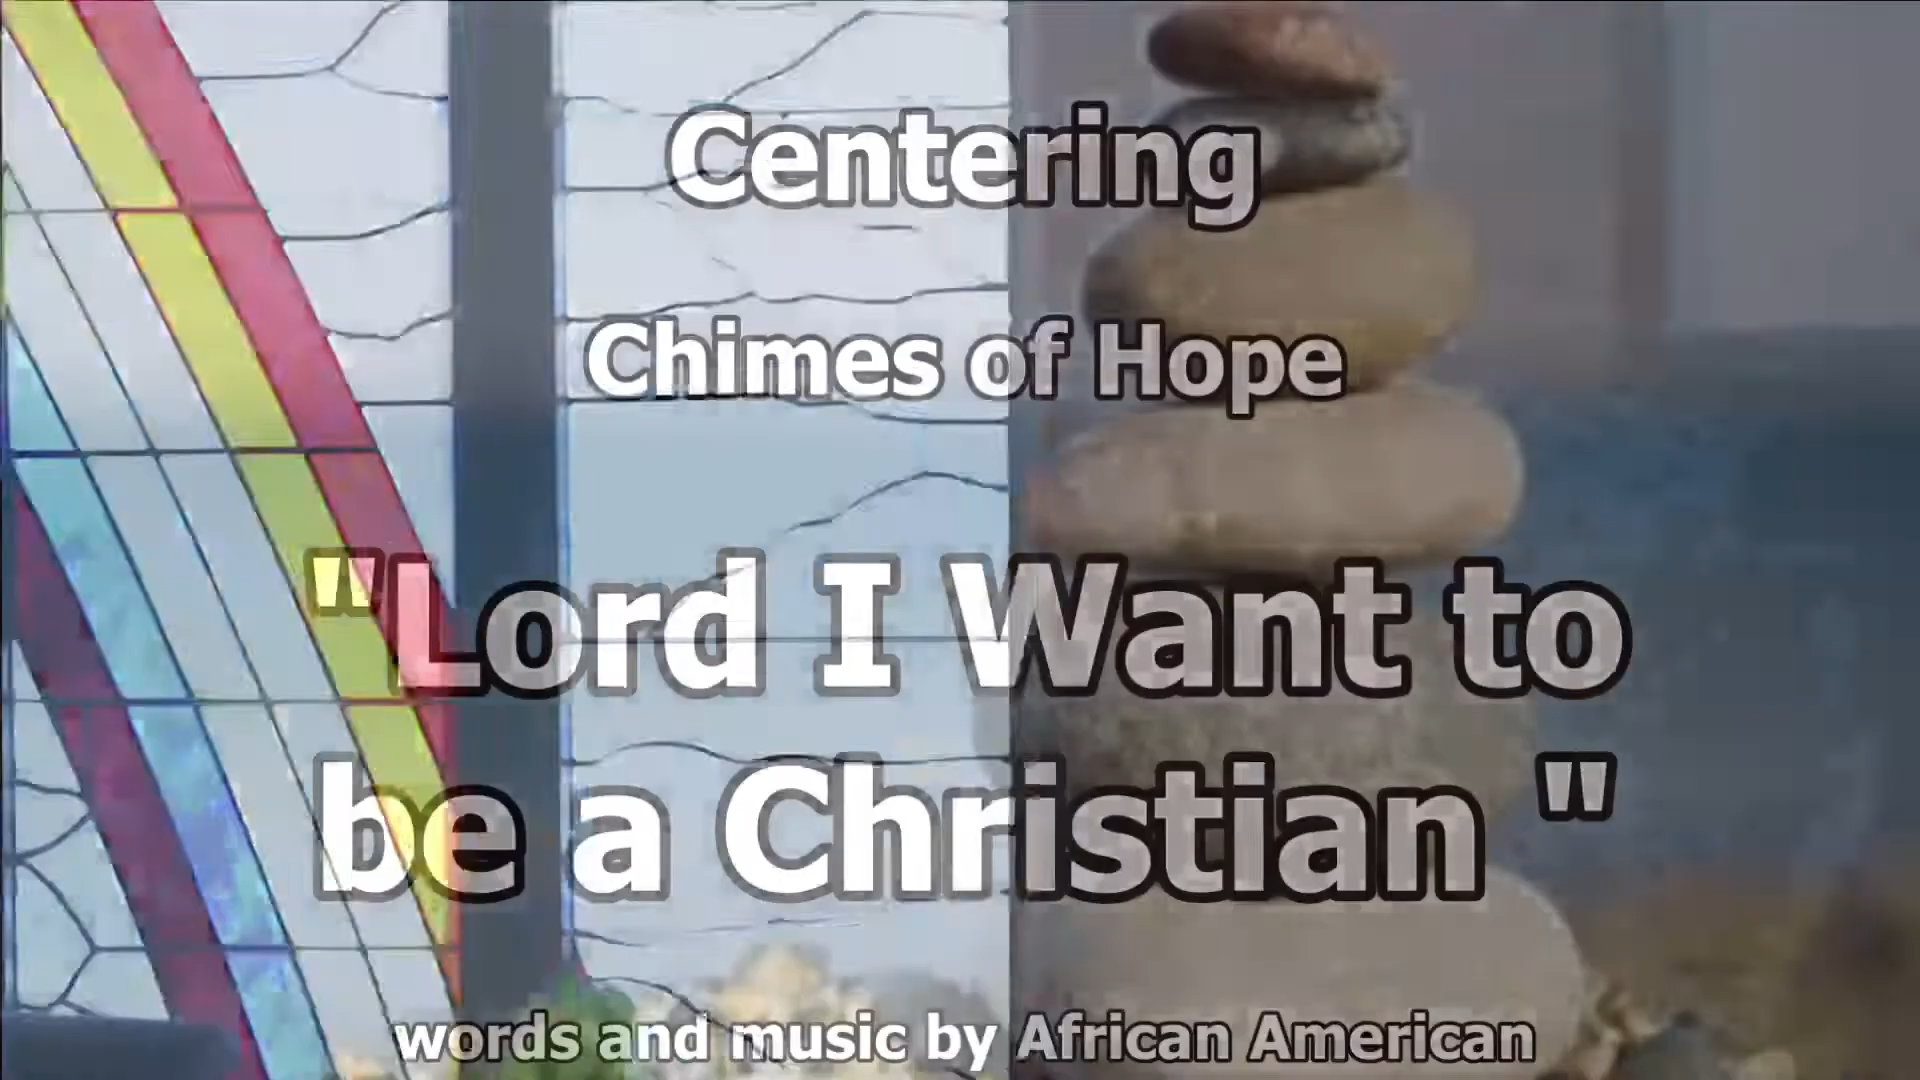 Centering
Chimes of Hope
"Lord I Want to
be a Christian "
words and music by African American